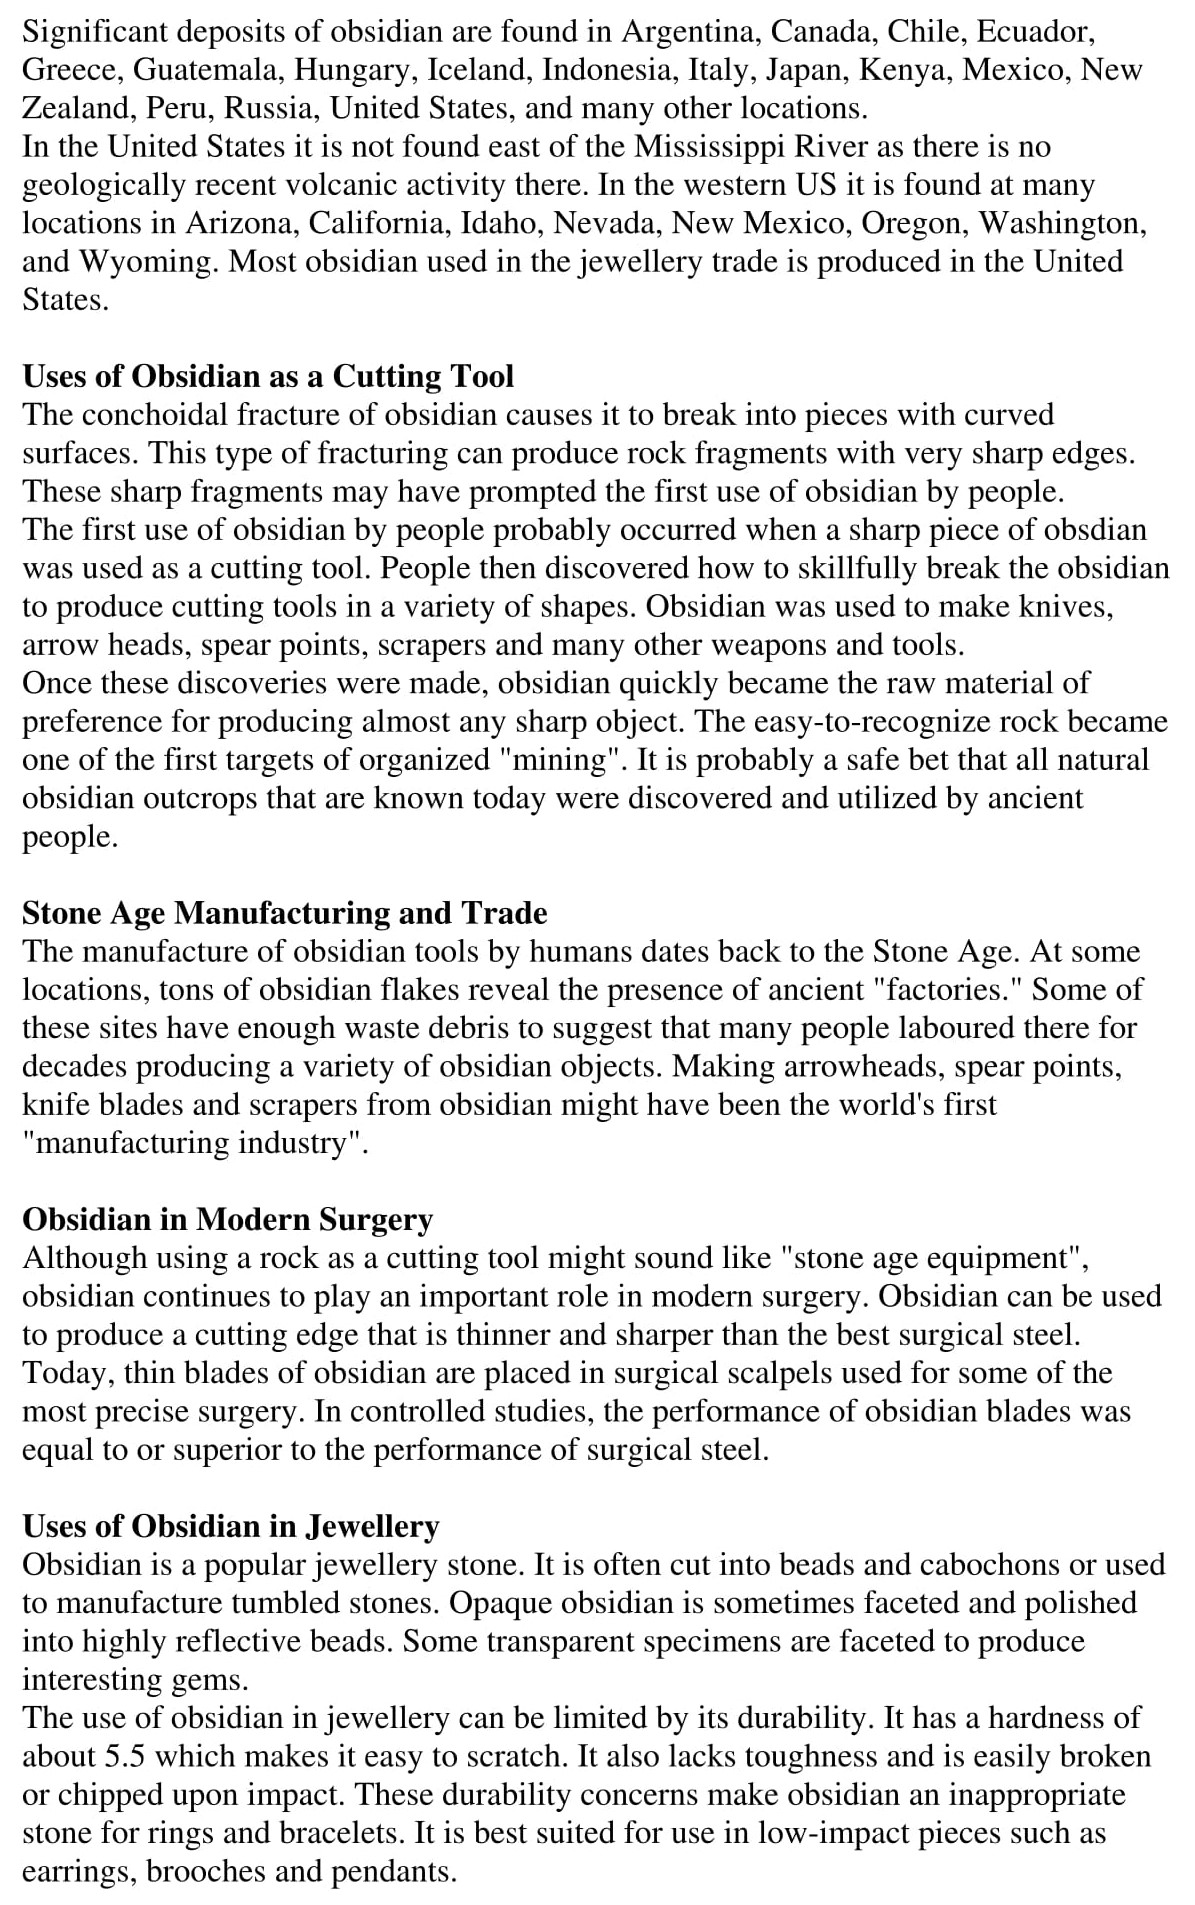 Significant deposits of obsidian are found in Argentina, Canada, Chile, Ecuador,
Greece, Guatemala, Hungary, Iceland, Indonesia, Italy, Japan, Kenya, Mexico, New
Zealand, Peru, Russia, United States, and many other locations.
In the United States it is not found east of the Mississippi River as there is no
geologically recent volcanic activity there. In the western US it is found at many
locations in Arizona, California, Idaho, Nevada, New Mexico, Oregon, Washington,
and Wyoming. Most obsidian used in the jewellery trade is produced in the United
States.

Uses of Obsidian as a Cutting Tool
The conchoidal fracture of obsidian causes it to break into pieces with curved
surfaces. This type of fracturing can produce rock fragments with very sharp edges.
These sharp fragments may have prompted the first use of obsidian by people.
The first use of obsidian by people probably occurred when a sharp piece of obsdian
was used as a cutting tool. People then discovered how to skillfully break the obsidian
to produce cutting tools in a variety of shapes. Obsidian was used to make knives,
arrow heads, spear points, scrapers and many other weapons and tools.
Once these discoveries were made, obsidian quickly became the raw material of
preference for producing almost any sharp object. The easy-to-recognize rock became
one of the first targets of organized "mining". It is probably a safe bet that all natural
obsidian outcrops that are known today were discovered and utilized by ancient
people.

Stone Age Manufacturing and Trade
The manufacture of obsidian tools by humans dates back to the Stone Age. At some
locations, tons of obsidian flakes reveal the presence of ancient "factories." Some of
these sites have enough waste debris to suggest that many people laboured there for
decades producing a variety of obsidian objects. Making arrowheads, spear points,
knife blades and scrapers from obsidian might have been the world's first
"manufacturing industry".

Obsidian in Modern Surgery
Although using a rock as a cutting tool might sound like "stone age equipment",
obsidian continues to play an important role in modern surgery. Obsidian can be used
to produce a cutting edge that is thinner and sharper than the best surgical steel.
Today, thin blades of obsidian are placed in surgical scalpels used for some of the
most precise surgery. In controlled studies, the performance of obsidian blades was
equal to or superior to the performance of surgical steel.

Uses of Obsidian in Jewellery
Obsidian is a popular jewellery stone. It is often cut into beads and cabochons or used
to manufacture tumbled stones. Opaque obsidian is sometimes faceted and polished
into highly reflective beads. Some transparent specimens are faceted to produce
interesting gems.
The use of obsidian in jewellery can be limited by its durability. It has a hardness of
about 5.5 which makes it easy to scratch. It also lacks toughness and is easily broken
or chipped upon impact. These durability concerns make obsidian an inappropriate
stone for rings and bracelets. It is best suited for use in low-impact pieces such as
earrings, brooches and pendants.